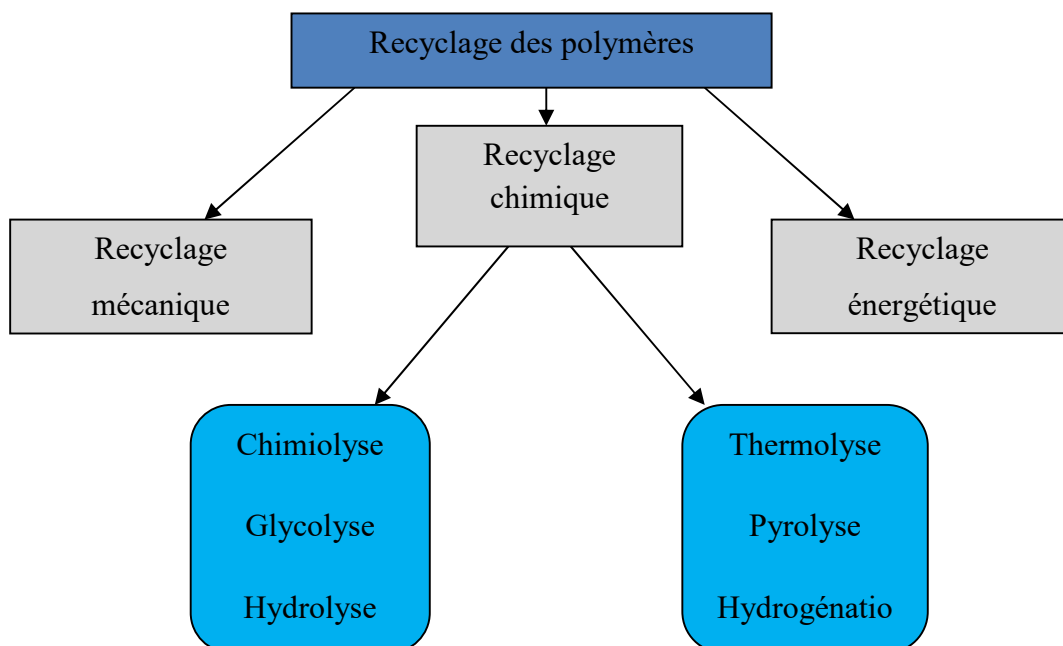 Recyclage des polymères
Recyclage
chimique
Recyclage
mécanique
Recyclage
énergétique
Chimiolyse
Glycolyse
Hydrolyse
Thermolyse
Pyrolyse
Hydrogénatio